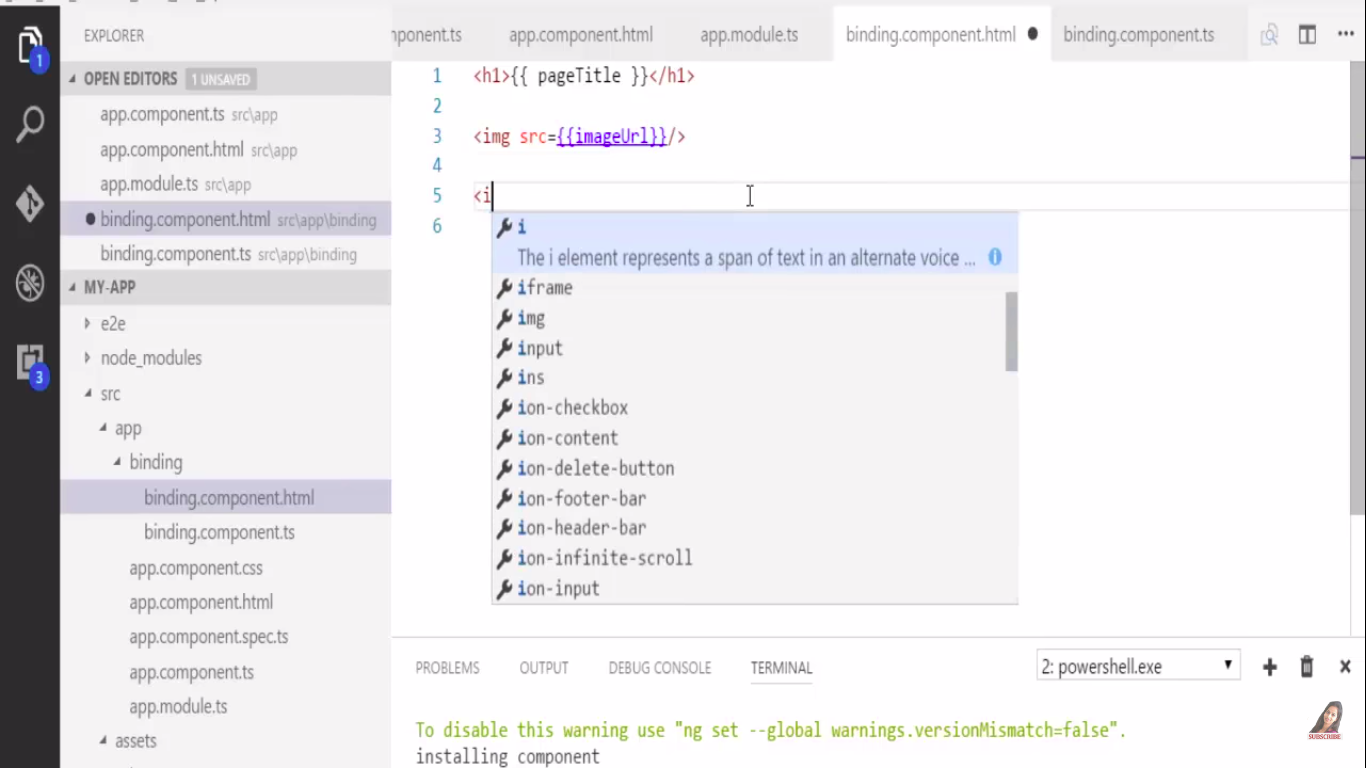 EXPLORER
OPEN EDITORS 1 UNSAVED
app.component.ts src\app
app.component.html src\app
app.module.ts src\app
binding.component.html src\app\binding
binding.component.ts src\app\binding
MY-APP
e2e
node_modules
src
app
binding
binding.component.html
binding.component.ts
app.component.css
app.component.html
app.component.spec.ts
app.component.ts
app.module.ts
assets
1
3
mponent.ts app.component.html app.module.ts binding.component.html binding.component.ts
1 <h1>{{ pageTitle }}</h1>
2
3 <img src={{imageUrl}}/>
4
5 <i
6
i
The i element represents a span of text in an alternate voice ...
iframe
img
input
ins
ion-checkbox
ion-content
ion-delete-button
ion-footer-bar
ion-header-bar
ion-infinite-scroll
ion-input
PROBLEMS OUTPUT DEBUG CONSOLE TERMINAL 2: powershell.exe
To disable this warning use "ng set --global warnings.versionMismatch=false".
installing component
SUBSCRIBE